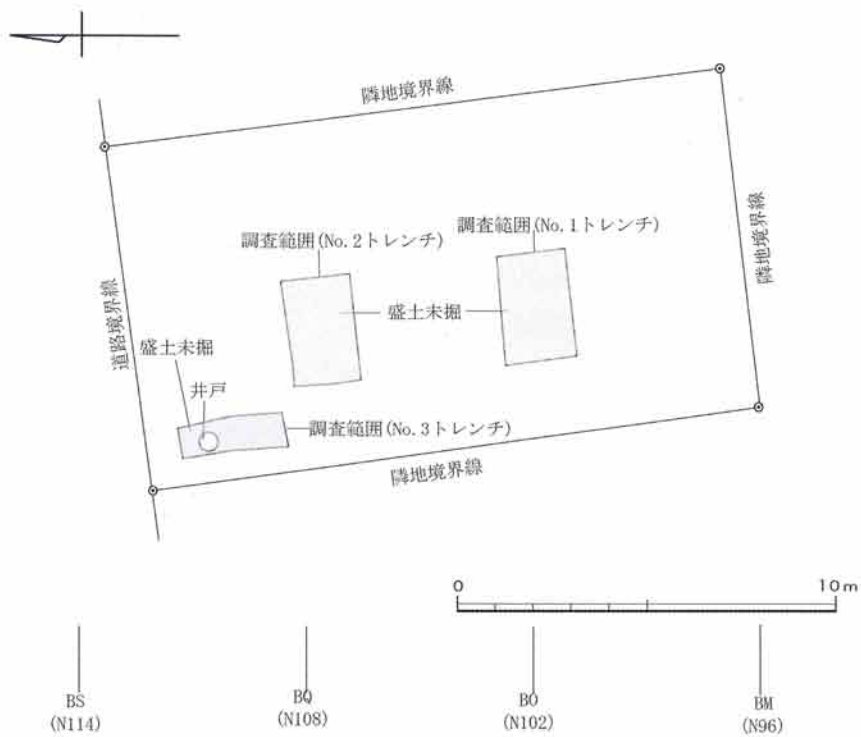 隣地境界線
調査範囲(No.1トレンチ)
調査範囲(No.2トレンチ)
隣地境界線
道路境界線
盛土未掘
盛土未掘
井戸
調査範囲(No.3トレンチ)
隣地境界線
0 10m
BS BQ BO BM
(N114) (N108) (N102) (N96)